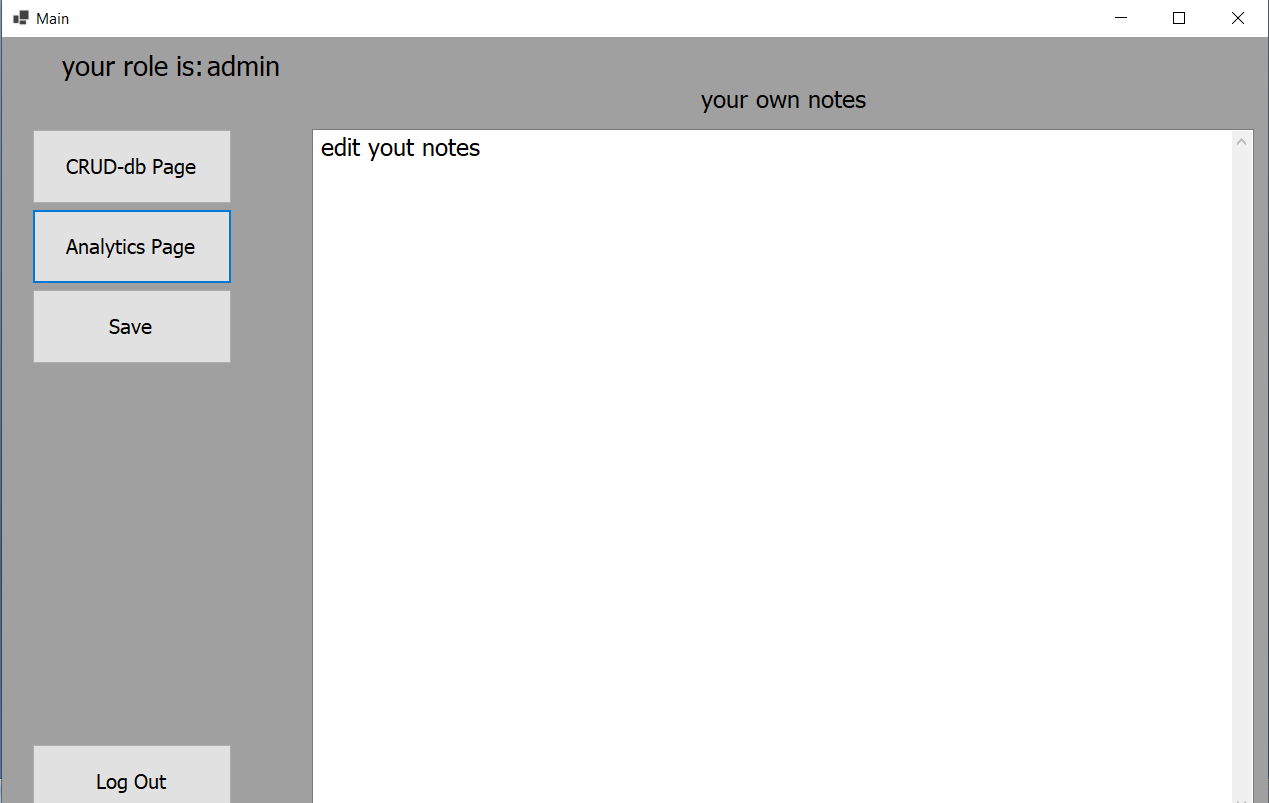 Main
your role is: admin
your own notes
CRUD-db Page
edit yout notes
Analytics Page
Save
Log Out